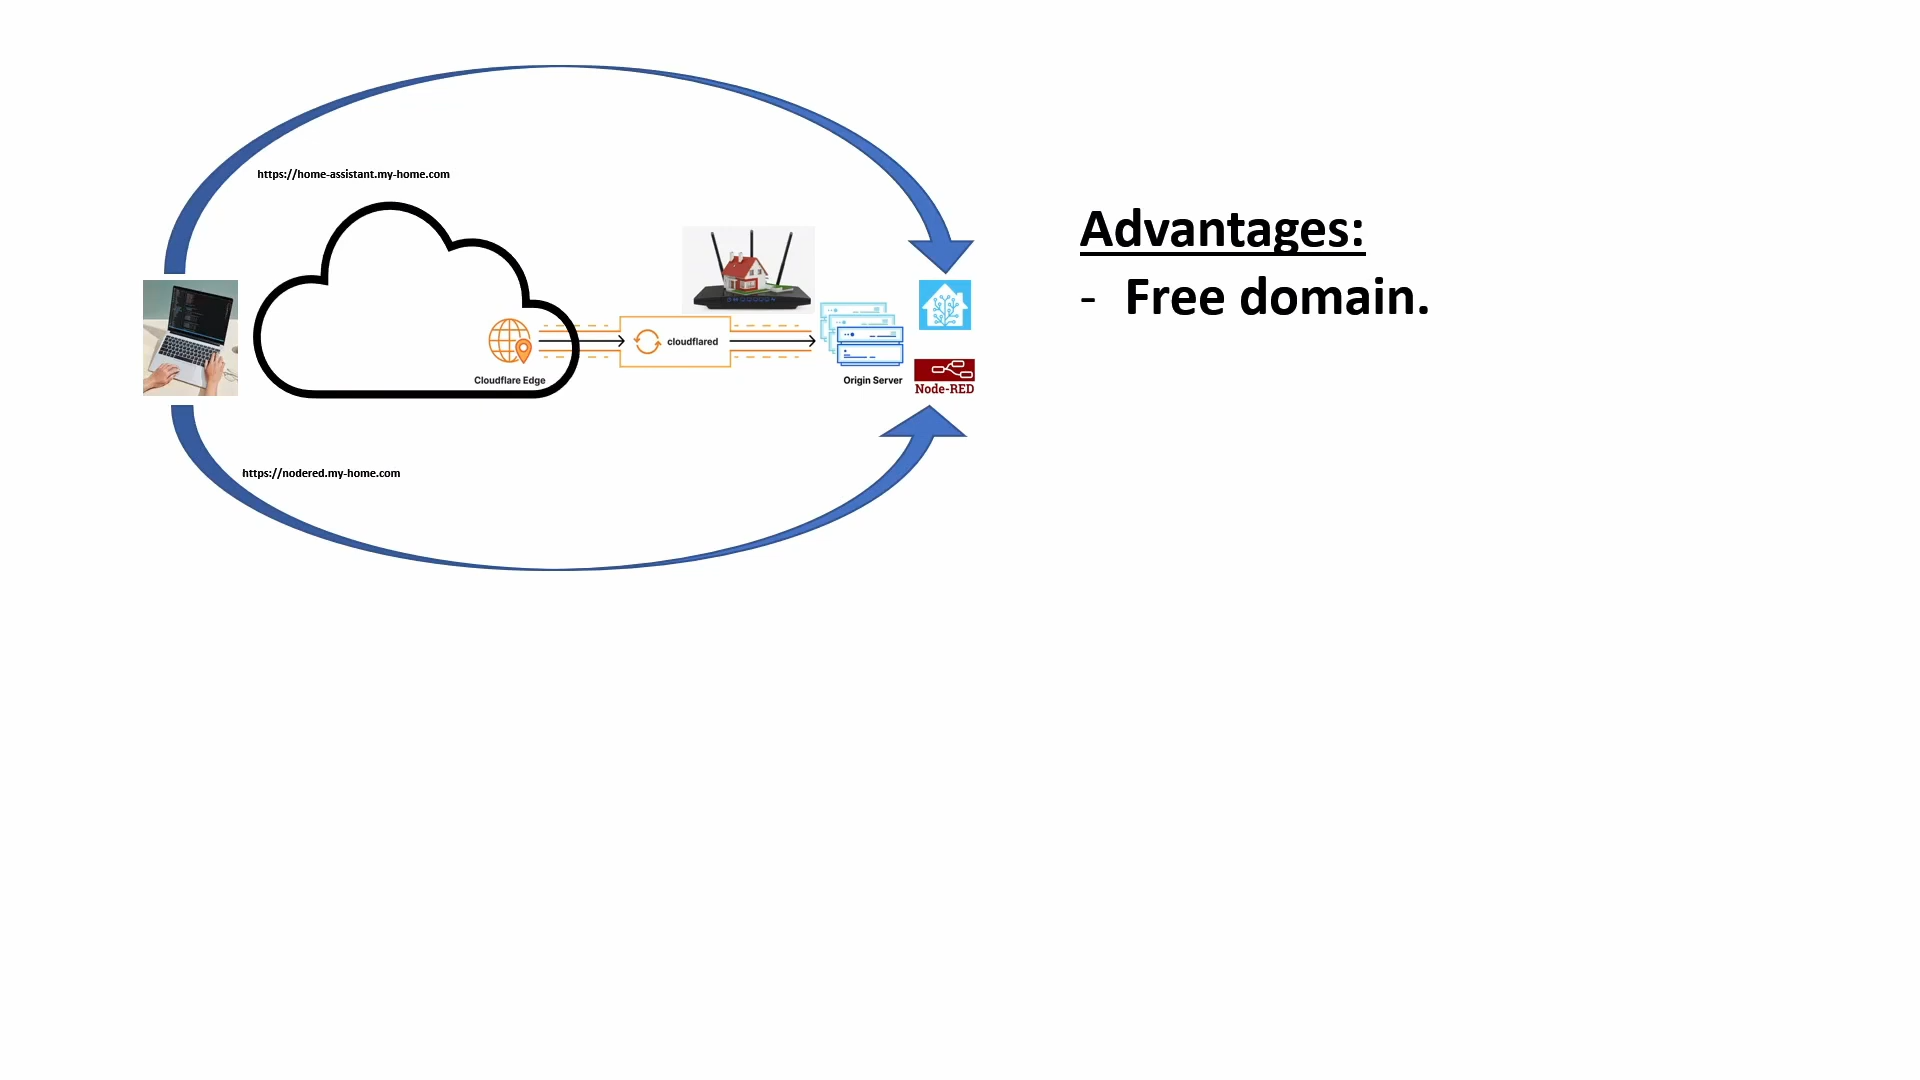 https://home-assistant.my-home.com
Advantages:
- Free domain.
cloudflared
Cloudflare Edge
Origin Server
Node-RED
https://nodered.my-home.com